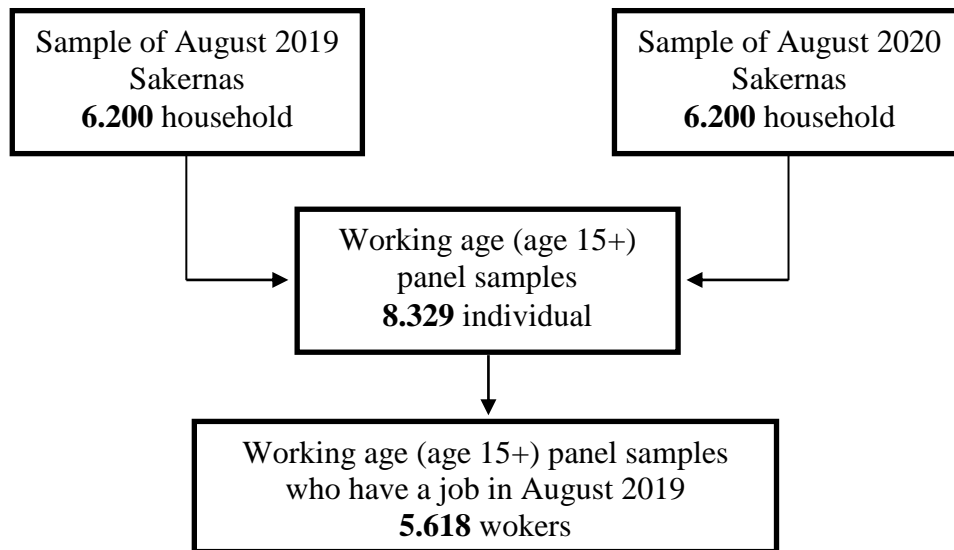 Sample of August 2019
Sakernas
6.200 household
Sample of August 2020
Sakernas
6.200 household
Working age (age 15+)
panel samples
8.329 individual
Working age (age 15+) panel samples
who have a job in August 2019
5.618 wokers